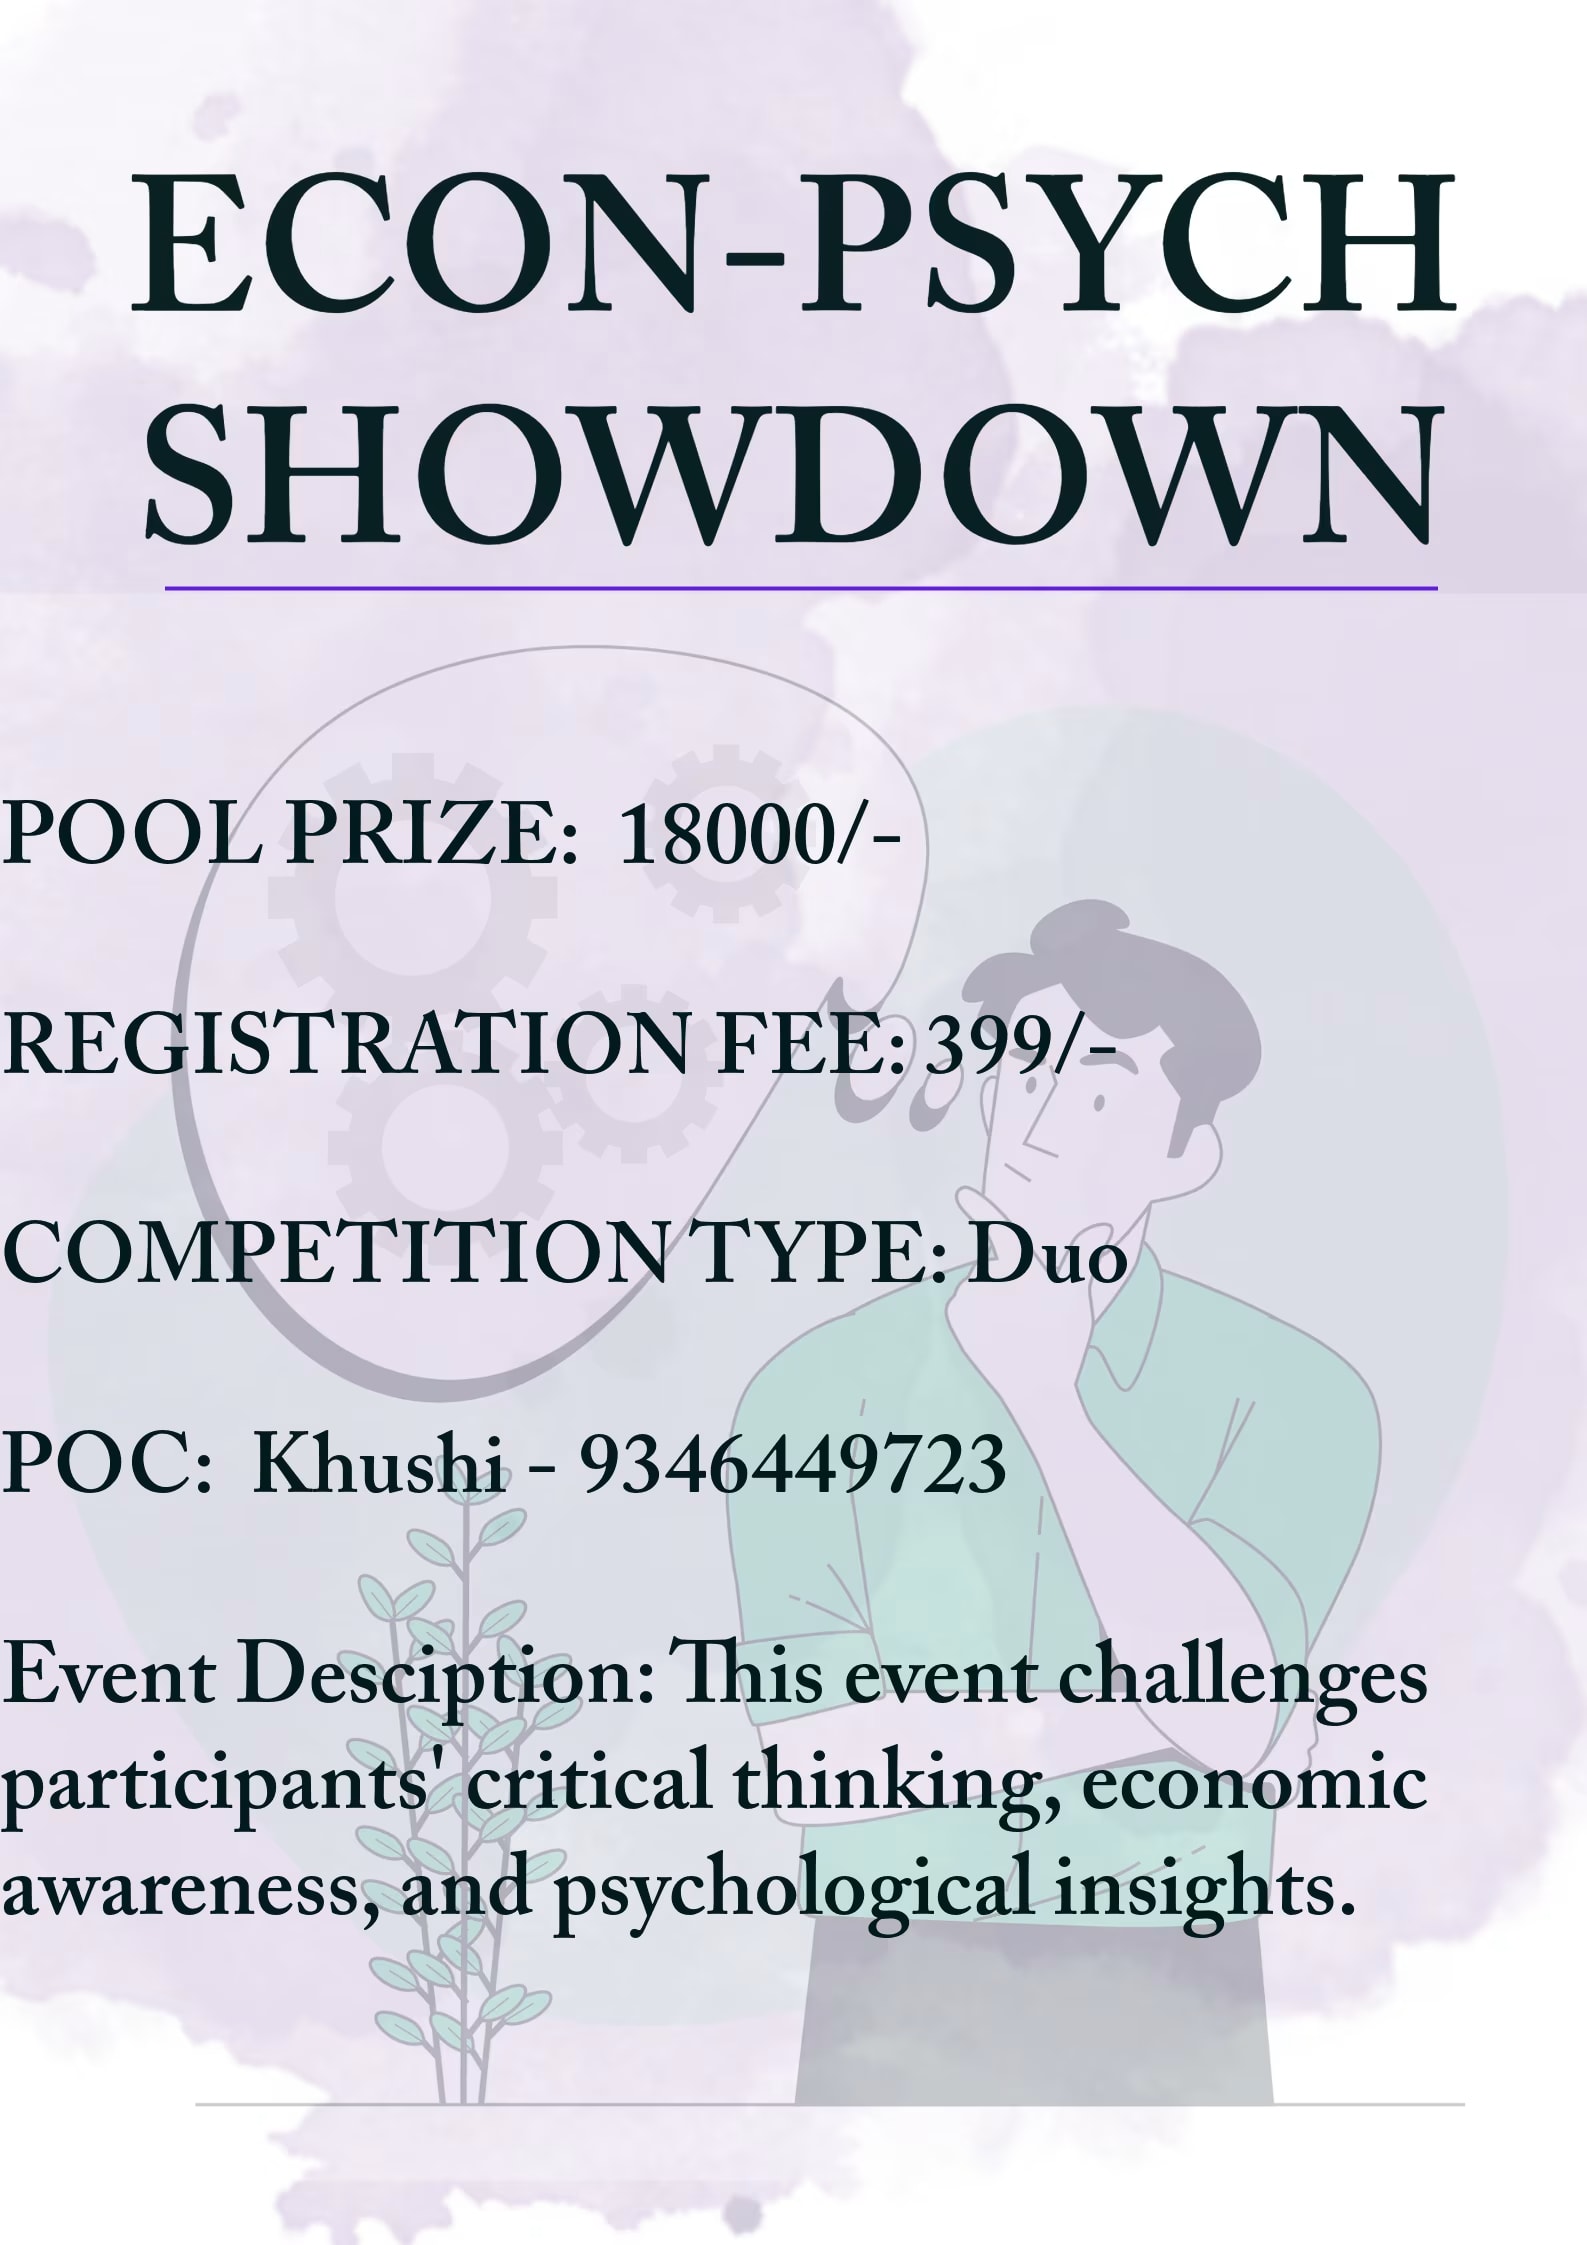 ECON-PSYCH
SHOWDOWN
POOL PRIZE: 18000/-
REGISTRATION FEE: 399/-
COMPETITION TYPE: Duo
POC: Khushi - 9346449723
Event Desciption: This event challenges
participants' critical thinking, economic
awareness, and psychological insights.